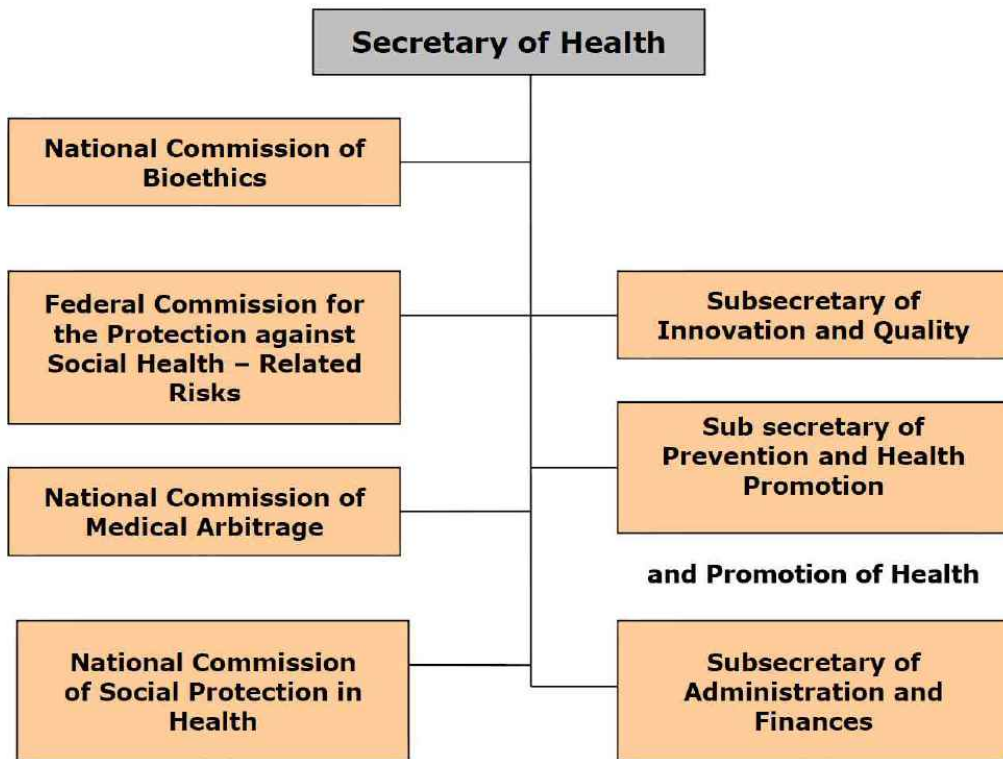 Secretary of Health
National Commission of
Bioethics
Federal Commission for
the Protection against
Social Health – Related
Risks
Subsecretary of
Innovation and Quality
Sub secretary of
Prevention and Health
Promotion
National Commission of
Medical Arbitrage
and Promotion of Health
National Commission
of Social Protection in
Health
Subsecretary of
Administration and
Finances